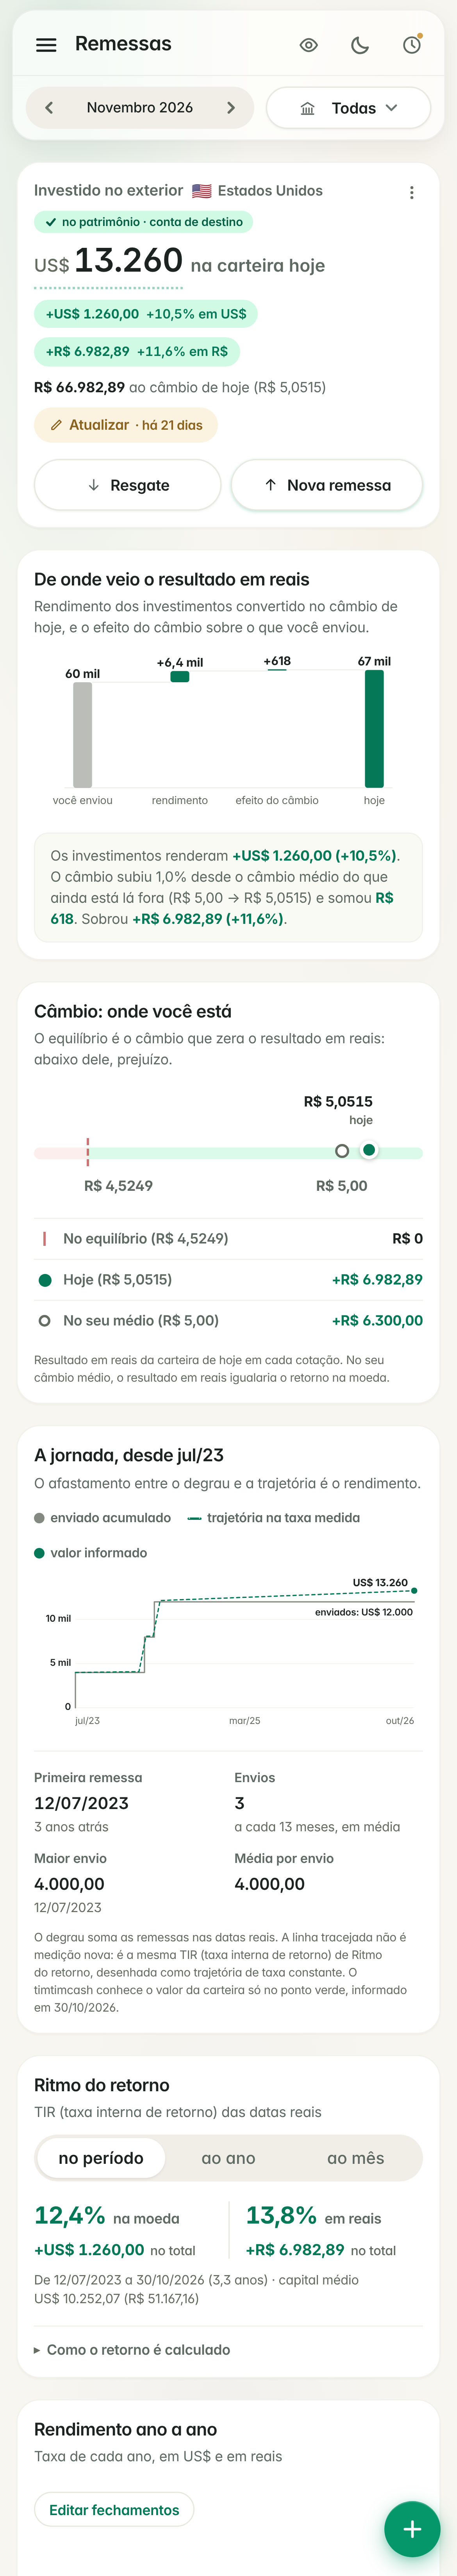 Remessas
Novembro 2026
Todas
Investido no exterior 🇺🇸 Estados Unidos
no patrimônio · conta de destino
US$ 13.260 na carteira hoje
+US$ 1.260,00 +10,5% em US$
+R$ 6.982,89 +11,6% em R$
R$ 66.982,89 ao câmbio de hoje (R$ 5,0515)
Atualizar · há 21 dias
↓ Resgate
↑ Nova remessa
De onde veio o resultado em reais
Rendimento dos investimentos convertido no câmbio de
hoje, e o efeito do câmbio sobre o que você enviou.
60 mil
+6,4 mil
+618
67 mil
você enviou
rendimento
efeito do câmbio
hoje
Os investimentos renderam +US$ 1.260,00 (+10,5%).
O câmbio subiu 1,0% desde o câmbio médio do que
ainda está lá fora (R$ 5,00 → R$ 5,0515) e somou R$
618. Sobrou +R$ 6.982,89 (+11,6%).
Câmbio: onde você está
O equilíbrio é o câmbio que zera o resultado em reais:
abaixo dele, prejuízo.
R$ 5,0515
hoje
R$ 4,5249
R$ 5,00
No equilíbrio (R$ 4,5249) R$ 0
Hoje (R$ 5,0515) +R$ 6.982,89
No seu médio (R$ 5,00) +R$ 6.300,00
Resultado em reais da carteira de hoje em cada cotação. No seu
câmbio médio, o resultado em reais igualaria o retorno na moeda.
A jornada, desde jul/23
O afastamento entre o degrau e a trajetória é o rendimento.
enviado acumulado
trajetória na taxa medida
valor informado
US$ 13.260
enviados: US$ 12.000
10 mil
5 mil
0
jul/23
mar/25
out/26
Primeira remessa
12/07/2023
3 anos atrás
Envios
3
a cada 13 meses, em média
Maior envio
4.000,00
12/07/2023
Média por envio
4.000,00
O degrau soma as remessas nas datas reais. A linha tracejada não é
medição nova: é a mesma TIR (taxa interna de retorno) de Ritmo
do retorno, desenhada como trajetória de taxa constante. O
timtimcash conhece o valor da carteira só no ponto verde, informado
em 30/10/2026.
Ritmo do retorno
TIR (taxa interna de retorno) das datas reais
no período
ao ano
ao mês
12,4% na moeda
+US$ 1.260,00 no total
13,8% em reais
+R$ 6.982,89 no total
De 12/07/2023 a 30/10/2026 (3,3 anos) · capital médio
US$ 10.252,07 (R$ 51.167,16)
▸ Como o retorno é calculado
Rendimento ano a ano
Taxa de cada ano, em US$ e em reais
Editar fechamentos
+